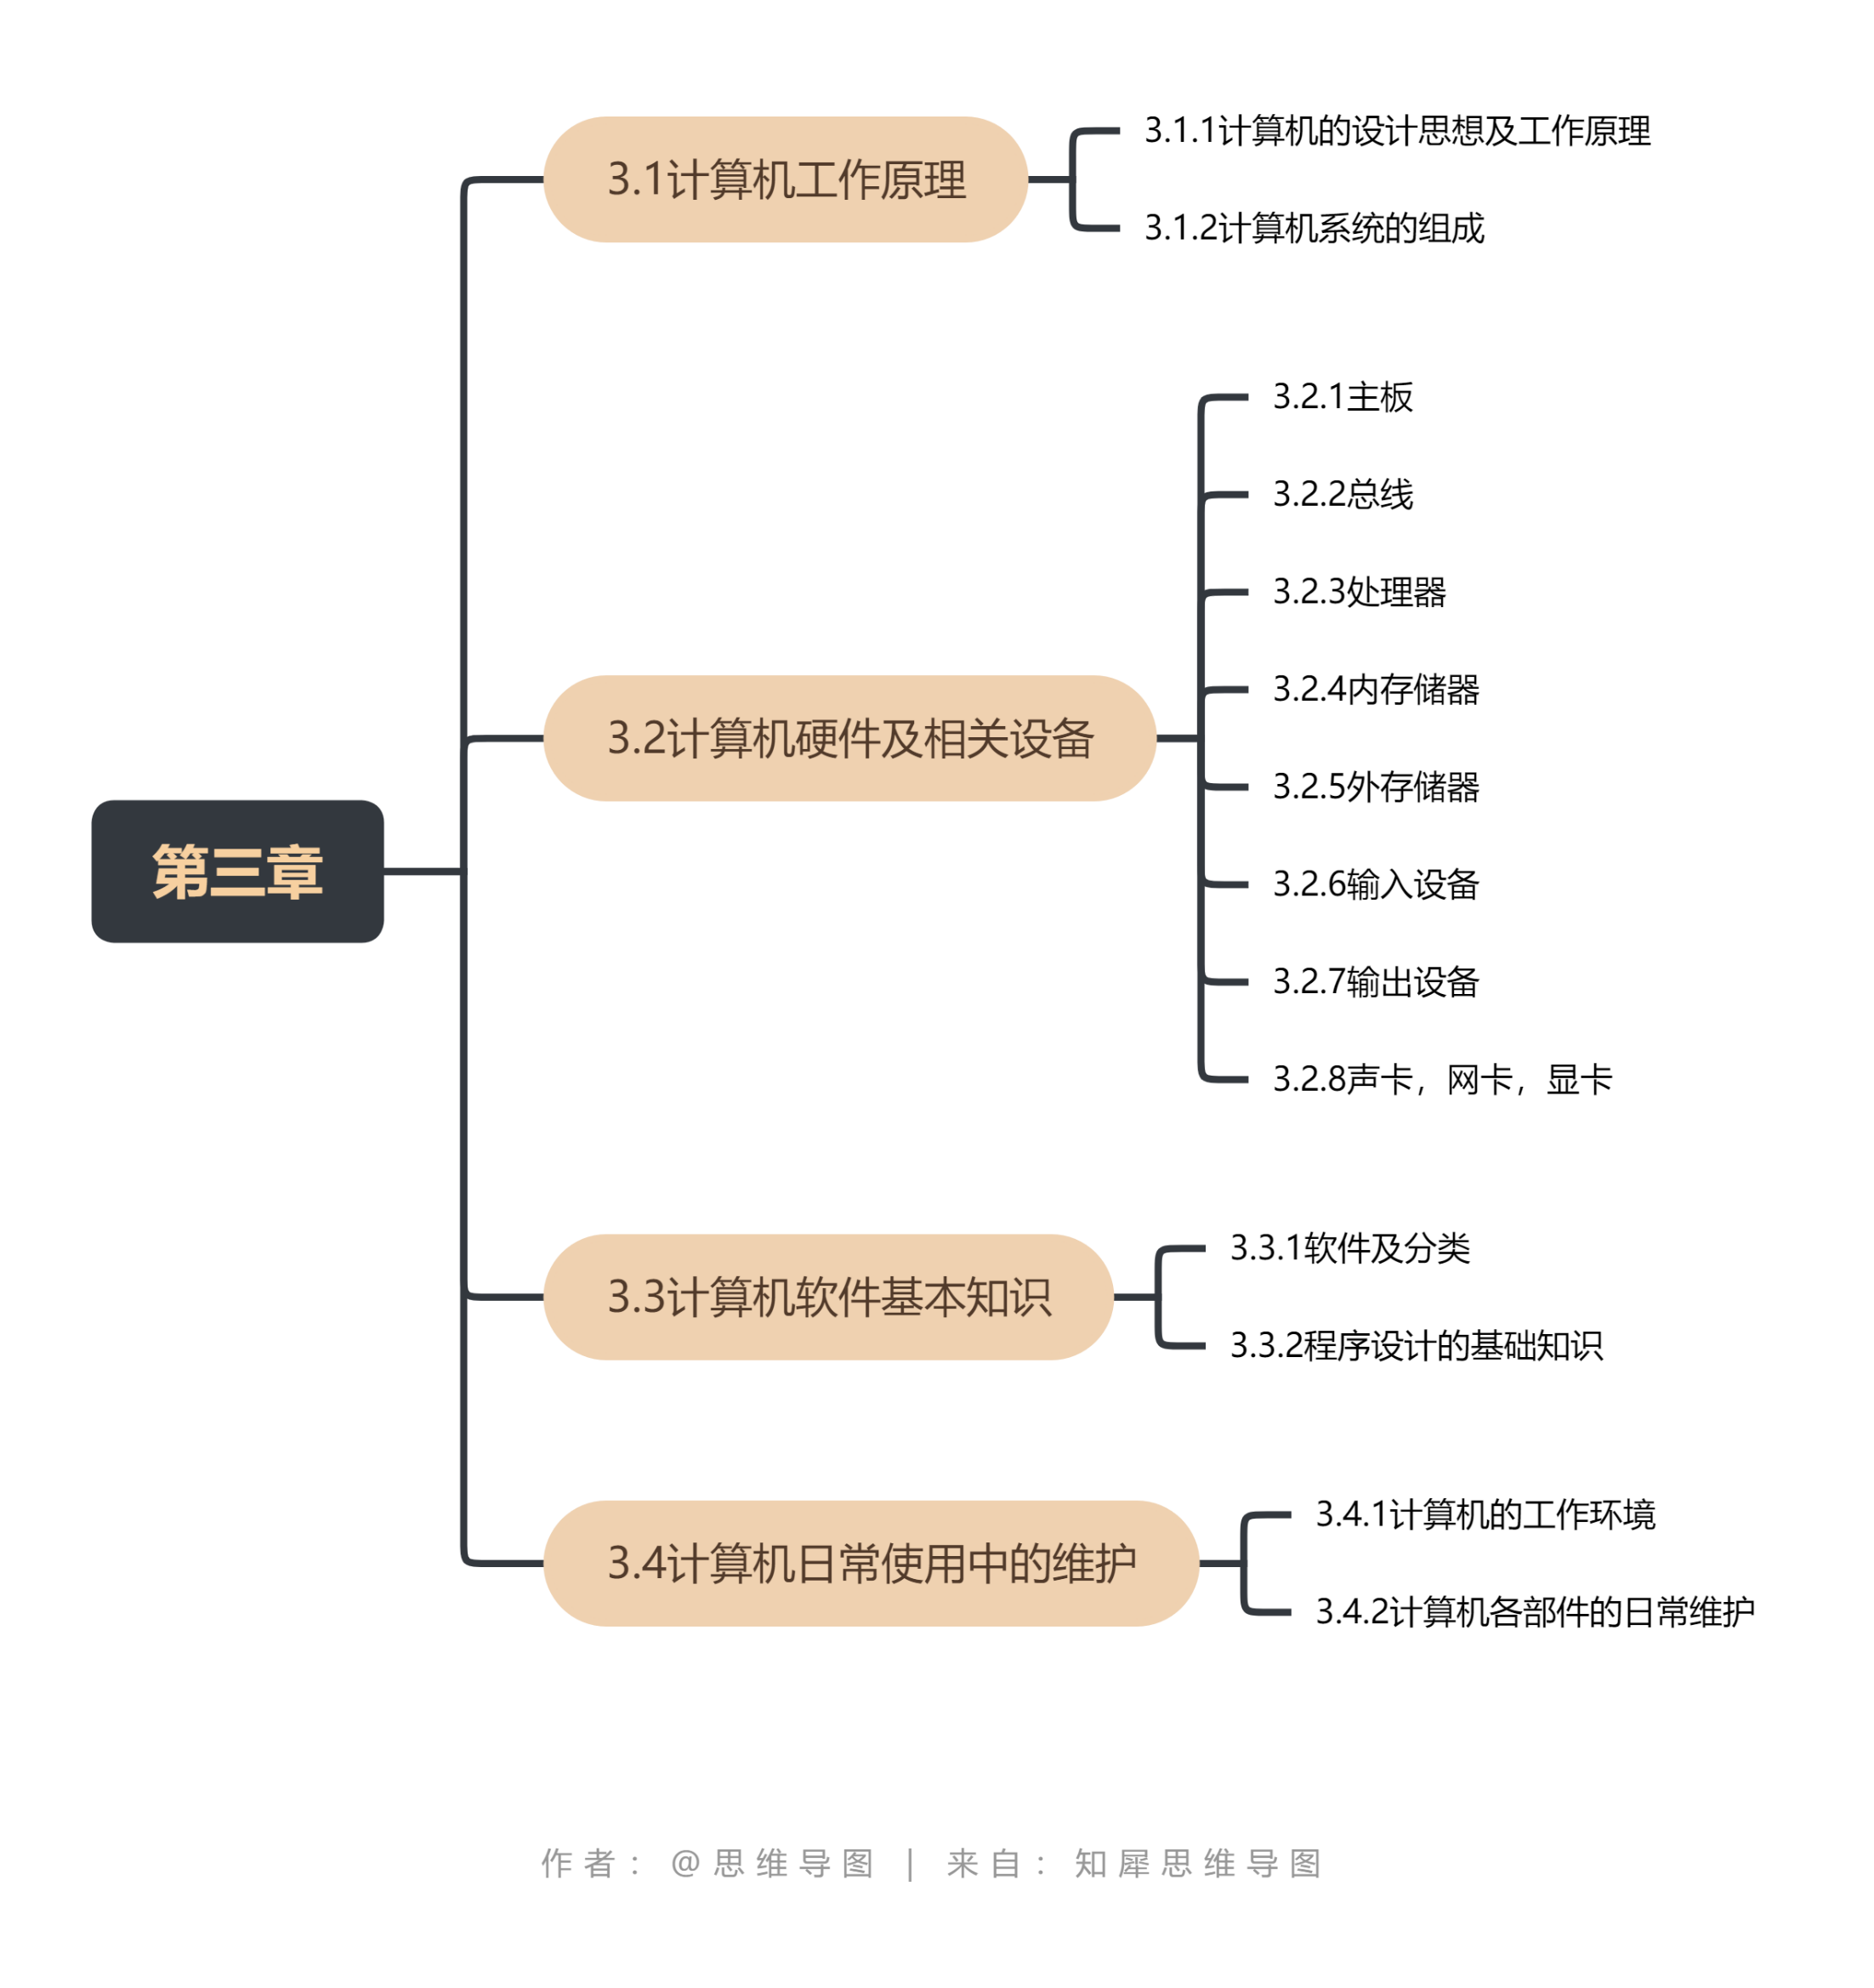 第三章
3.1计算机工作原理
3.1.1计算机的设计思想及工作原理
3.1.2计算机系统的组成
3.2计算机硬件及相关设备
3.2.1主板
3.2.2总线
3.2.3处理器
3.2.4内存储器
3.2.5外存储器
3.2.6输入设备
3.2.7输出设备
3.2.8声卡，网卡，显卡
3.3计算机软件基本知识
3.3.1软件及分类
3.3.2程序设计的基础知识
3.4计算机日常使用中的维护
3.4.1计算机的工作环境
3.4.2计算机各部件的日常维护
作者：@思维导图 | 来自：知犀思维导图